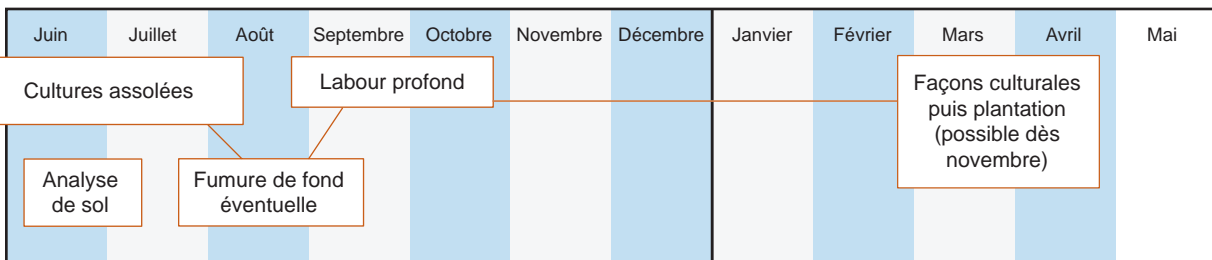 Juin Juillet Août Septembre Octobre Novembre Décembre Janvier Février Mars Avril Mai
Cultures assolées
Labour profond
Façons culturales
puis plantation
(possible dès
novembre)
Analyse
de sol
Fumure de fond
éventuelle